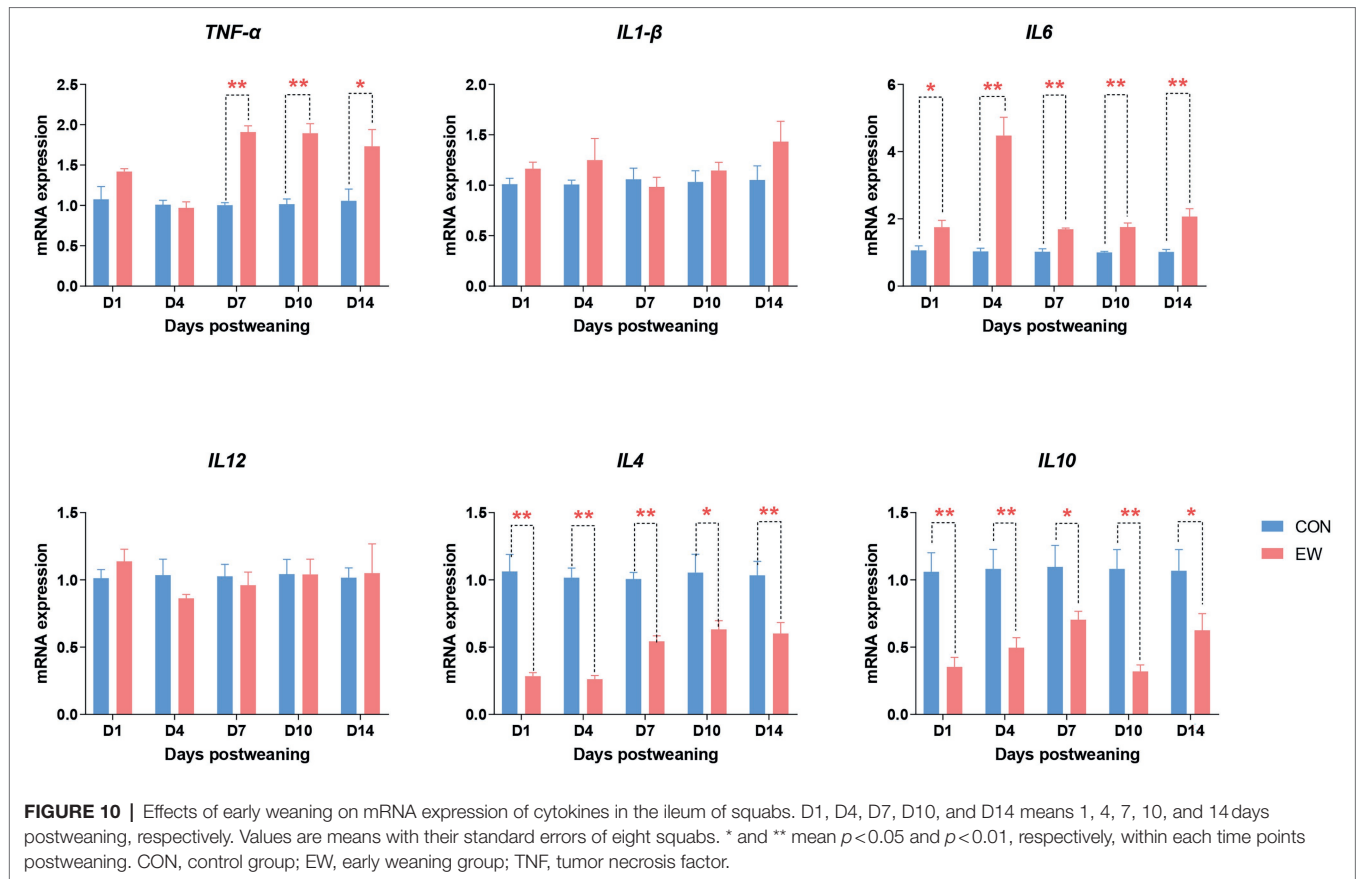 TNF-α
IL1-β
IL6
** ** *
* ** ** ** **
2.5
2.0
1.5
1.0
0.5
0.0
mRNA expression
D1 D4 D7 D10 D14
Days postweaning
2.0
1.5
1.0
0.5
0.0
mRNA expression
D1 D4 D7 D10 D14
Days postweaning
6
4
2
0
mRNA expression
D1 D4 D7 D10 D14
Days postweaning
IL12
IL4
IL10
1.5
1.0
0.5
0.0
mRNA expression
D1 D4 D7 D10 D14
Days postweaning
** ** ** * **
1.5
1.0
0.5
0.0
mRNA expression
D1 D4 D7 D10 D14
Days postweaning
** ** * ** *
1.5
1.0
0.5
0.0
mRNA expression
D1 D4 D7 D10 D14
Days postweaning
CON
EW
FIGURE 10 | Effects of early weaning on mRNA expression of cytokines in the ileum of squabs. D1, D4, D7, D10, and D14 means 1, 4, 7, 10, and 14 days
postweaning, respectively. Values are means with their standard errors of eight squabs. * and ** mean p<0.05 and p<0.01, respectively, within each time points
postweaning. CON, control group; EW, early weaning group; TNF, tumor necrosis factor.